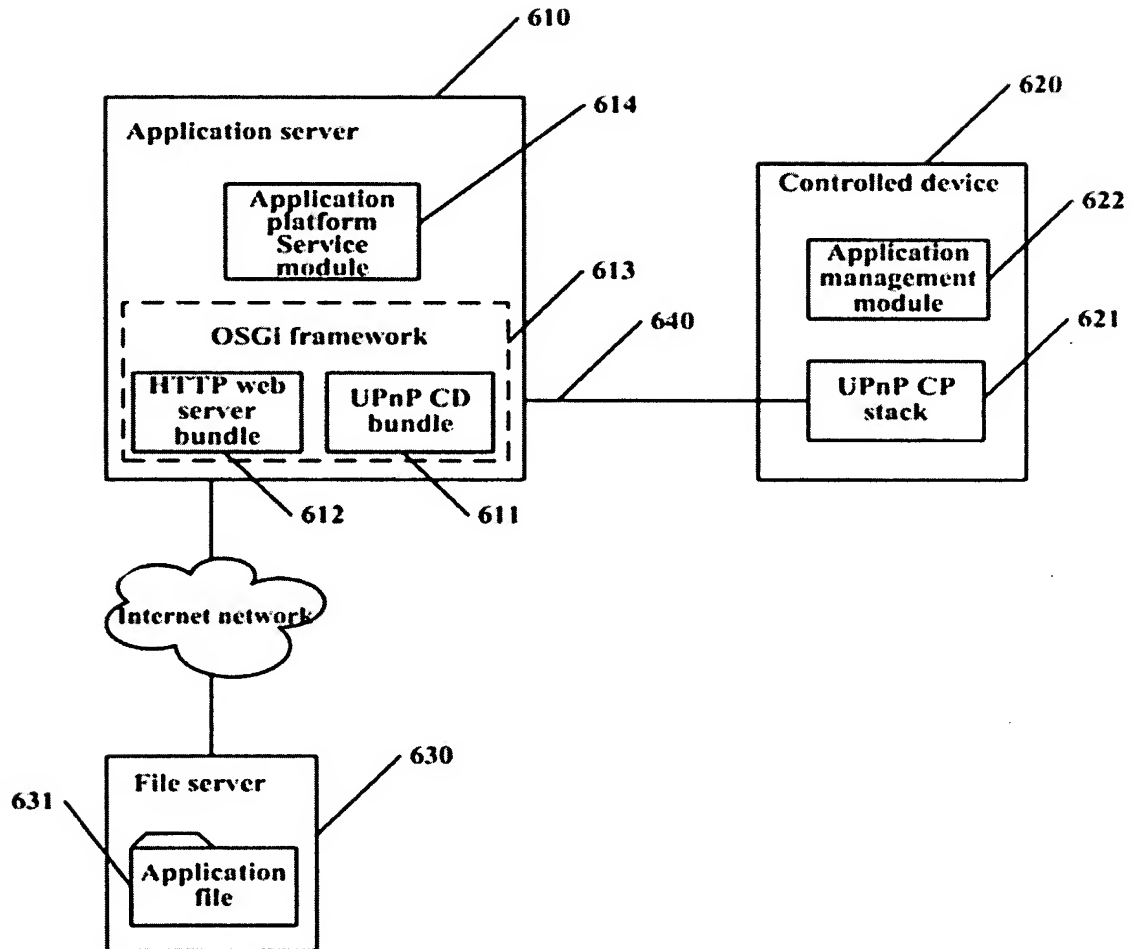 610
614
620
Application server
Controlled device
622
Application
platform
Service
module
Application
management
module
613
640
621
OSGi framework
HTTP web
server
bundle
UPnP CD
bundle
UPnP CP
stack
612
611
Internet network
630
File server
631
Application
file